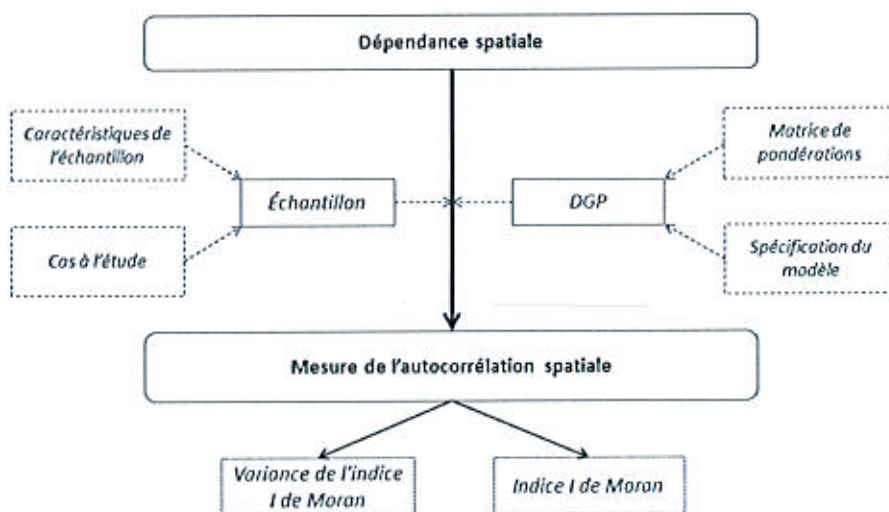 Dépendance spatiale
Caractéristiques de
l'échantillon
Matrice de
pondérations
Échantillon
DGP
Cas à l'étude
Spécification du
modèle
Mesure de l'autocorrélation spatiale
Variance de l'indice
I de Moran
Indice I de Moran